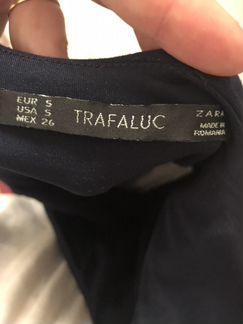 EUR S
USA S
MEX 26
TRAFALUC
ZARA
MADE IN
ROMANIA